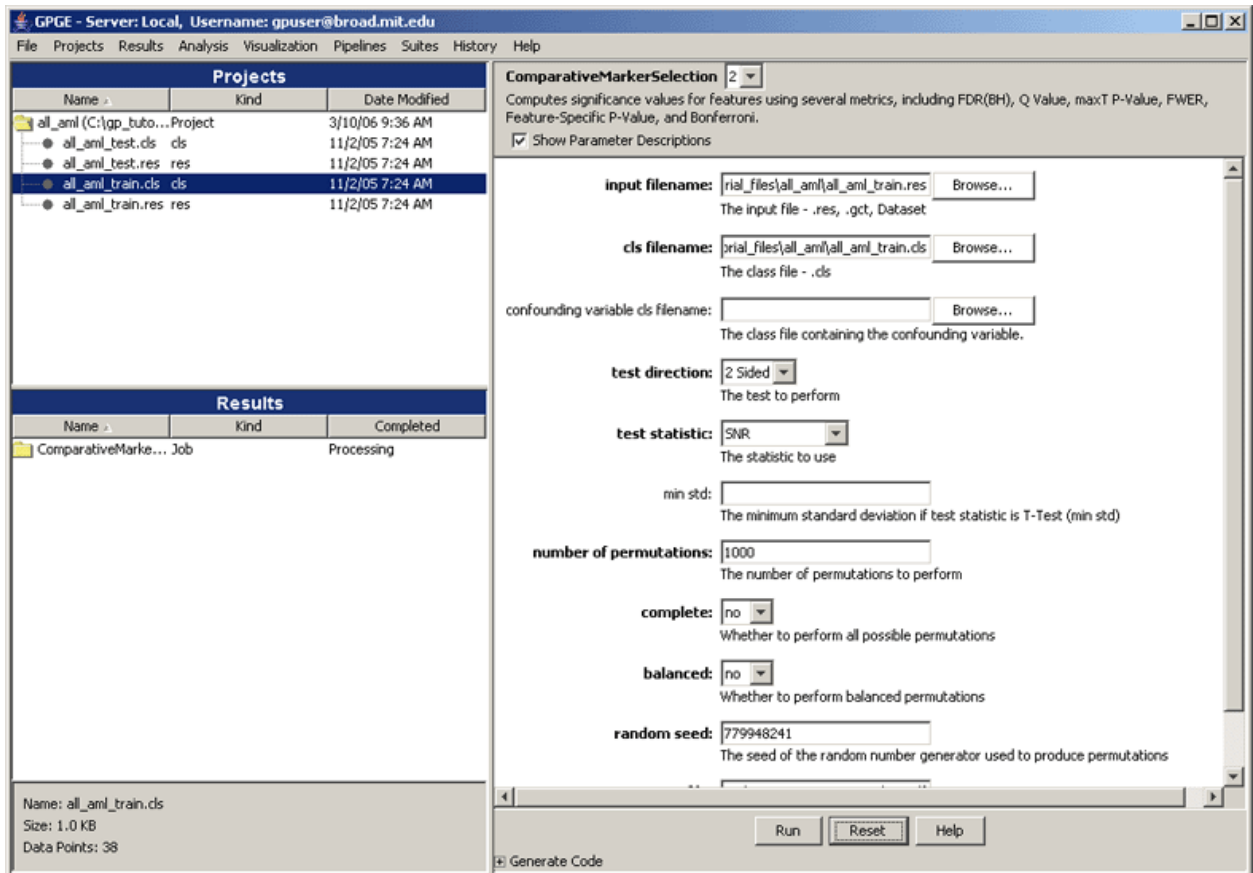 GPGE - Server: Local, Username: gpuser@broad.mit.edu
File Projects Results Analysis Visualization Pipelines Suites History Help
Projects
Name Kind Date Modified
all_aml (C:\gp_tuto... Project 3/10/06 9:36 AM
all_aml_test.cls cls 11/2/05 7:24 AM
all_aml_test.res res 11/2/05 7:24 AM
all_aml_train.cls cls 11/2/05 7:24 AM
all_aml_train.res res 11/2/05 7:24 AM
Results
Name Kind Completed
ComparativeMarke... Job Processing
Name: all_aml_train.cls
Size: 1.0 KB
Data Points: 38
ComparativeMarkerSelection 2
Computes significance values for features using several metrics, including FDR(BH), Q Value, maxT P-Value, FWER,
Feature-Specific P-Value, and Bonferroni.
Show Parameter Descriptions
input filename: rial_files\all_aml\all_aml_train.res Browse...
The input file - .res, .gct, Dataset
cls filename: orial_files\all_aml\all_aml_train.cls Browse...
The class file - .cls
confounding variable cls filename: Browse...
The class file containing the confounding variable.
test direction: 2 Sided
The test to perform
test statistic: SNR
The statistic to use
min std:
The minimum standard deviation if test statistic is T-Test (min std)
number of permutations: 1000
The number of permutations to perform
complete: no
Whether to perform all possible permutations
balanced: no
Whether to perform balanced permutations
random seed: 779948241
The seed of the random number generator used to produce permutations
Run Reset Help
Generate Code